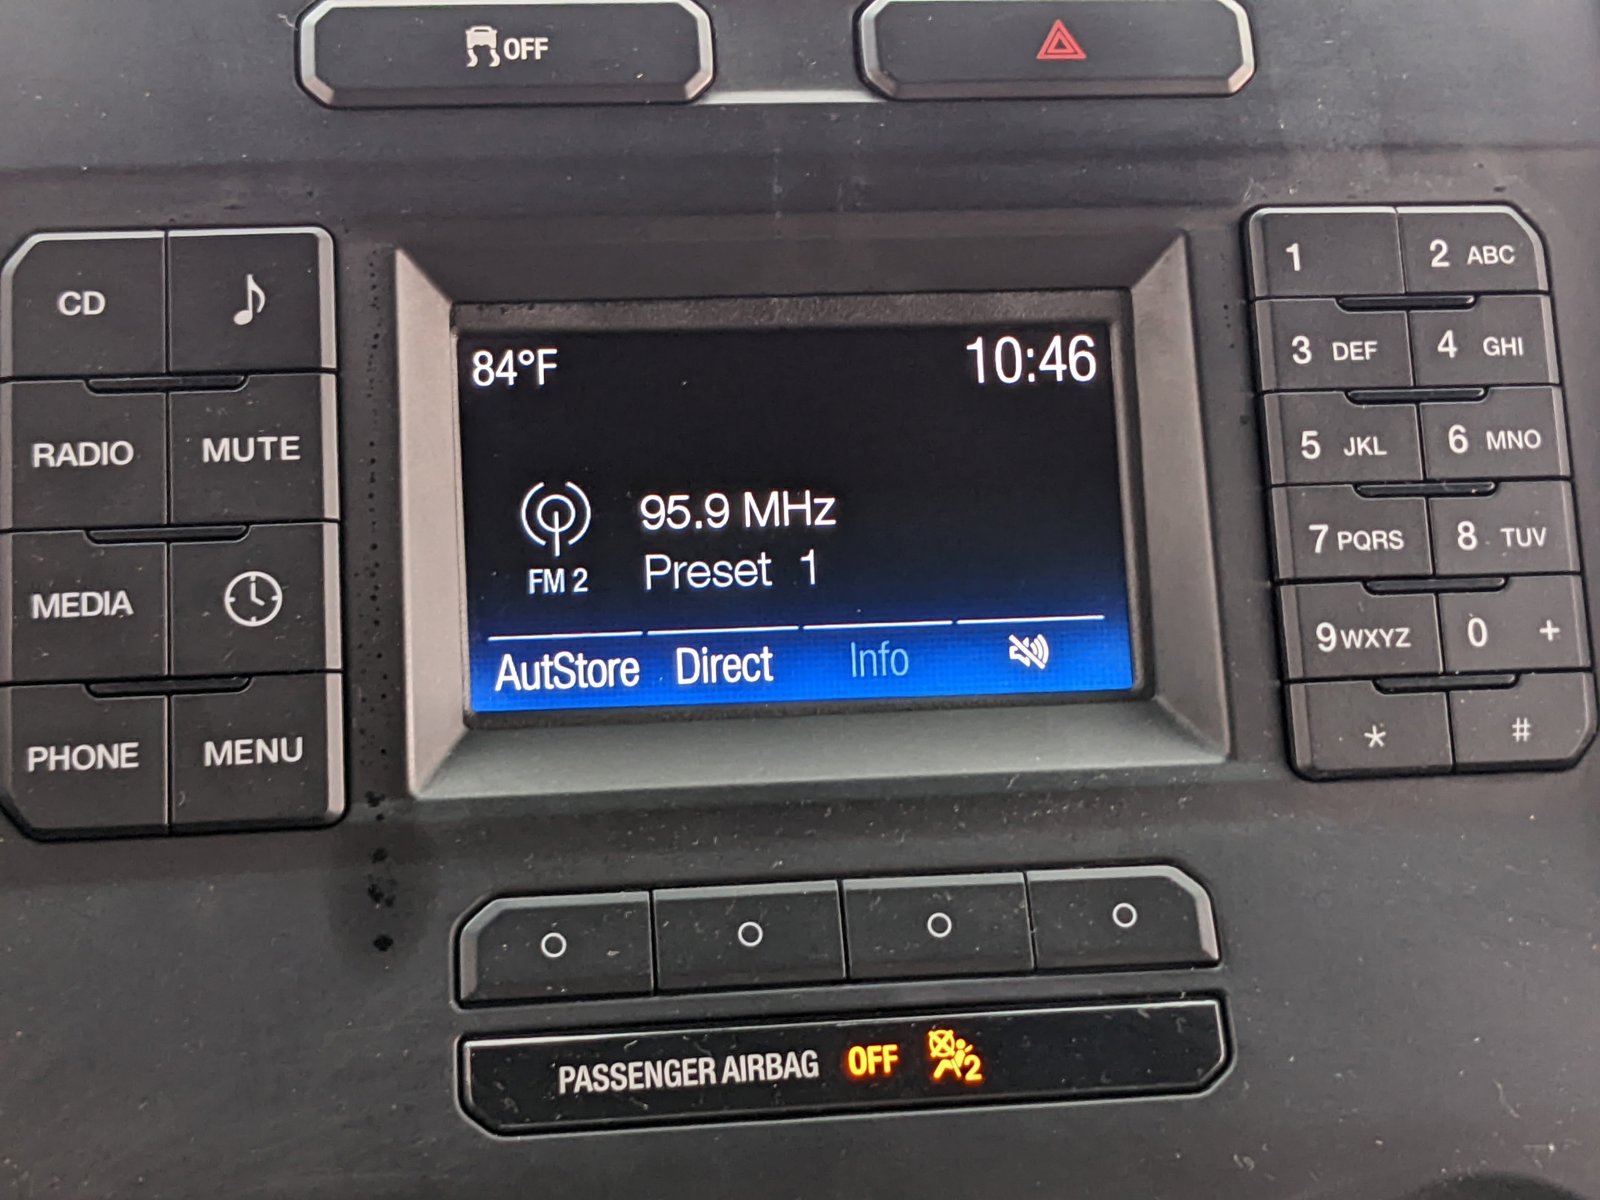 OFF
CD
RADIO MUTE
MEDIA
PHONE MENU
84°F 10:46
95.9 MHz
FM 2 Preset 1
AutStore Direct Info
1 2 ABC
3 DEF 4 GHI
5 JKL 6 MNO
7 PQRS 8 TUV
9 WXYZ 0 +
* #
PASSENGER AIRBAG OFF 2